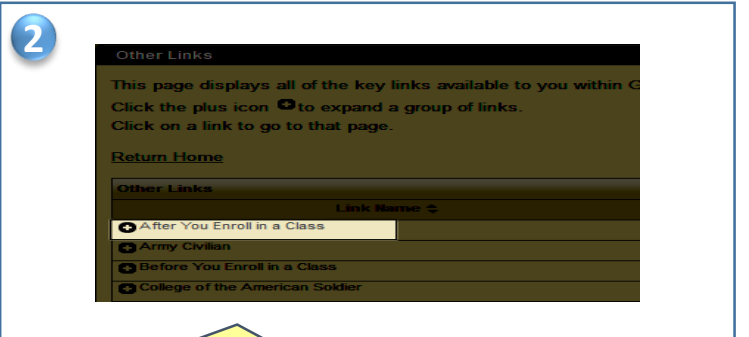 2
Other Links
This page displays all of the key links available to you within G
Click the plus icon to expand a group of links.
Click on a link to go to that page.
Return Home
Other Links
Link Name
After You Enroll in a Class
Army Civilian
Before You Enroll in a Class
College of the American Soldier